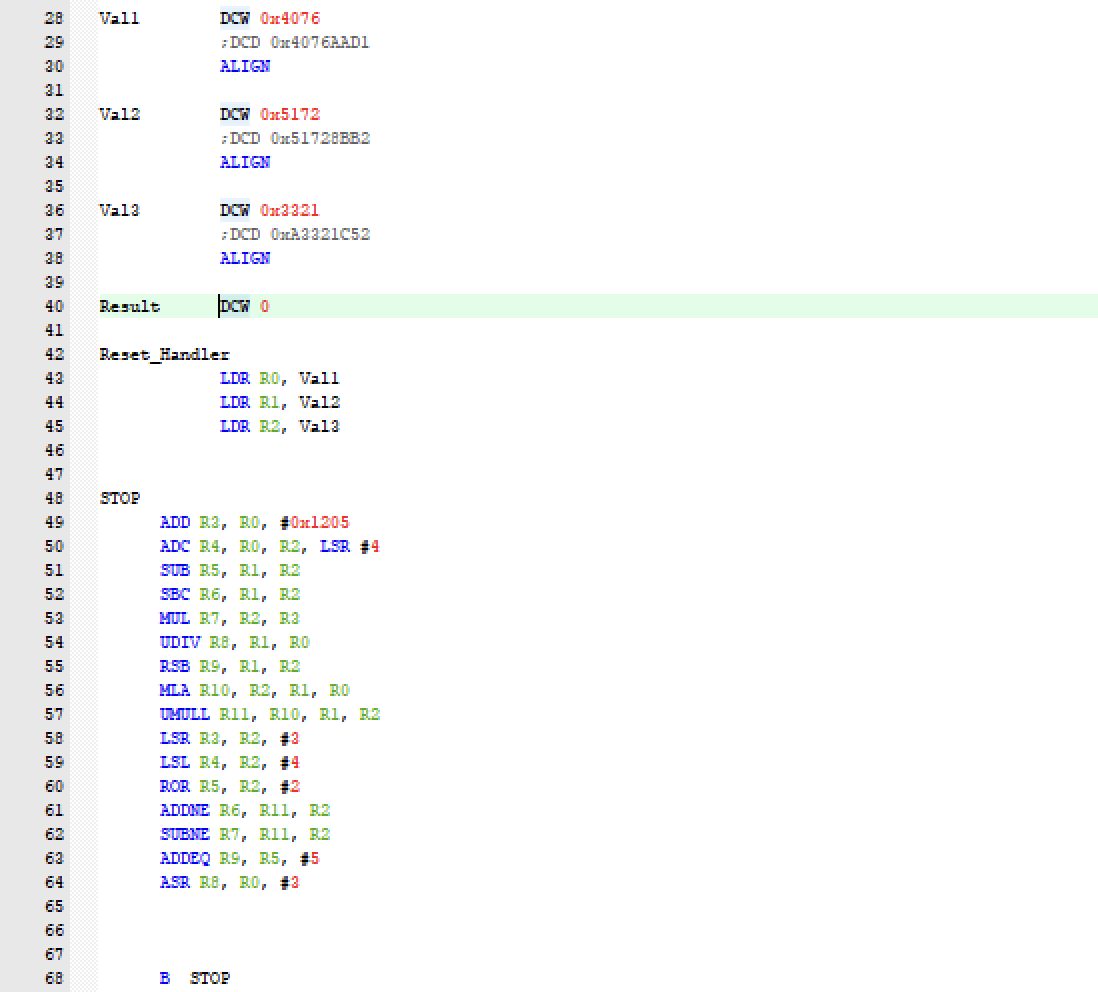 28 Val1 DCW 0x4076
29 ;DCD 0x4076AAD1
30 ALIGN
31
32 Val2 DCW 0x5172
33 ;DCD 0x51728BB2
34 ALIGN
35
36 Val3 DCW 0x3321
37 ;DCD 0xA3321C52
38 ALIGN
39
40 Result DCW 0
41
42 Reset_Handler
43 LDR R0, Val1
44 LDR R1, Val2
45 LDR R2, Val3
46
47
48 STOP
49 ADD R3, R0, #0x1205
50 ADC R4, R0, R2, LSR #4
51 SUB R5, R1, R2
52 SBC R6, R1, R2
53 MUL R7, R2, R3
54 UDIV R8, R1, R0
55 RSB R9, R1, R2
56 MLA R10, R2, R1, R0
57 UMULL R11, R10, R1, R2
58 LSR R3, R2, #3
59 LSL R4, R2, #4
60 ROR R5, R2, #2
61 ADDNE R6, R11, R2
62 SUBNE R7, R11, R2
63 ADDEQ R9, R5, #5
64 ASR R8, R0, #3
65
66
67
68 B STOP